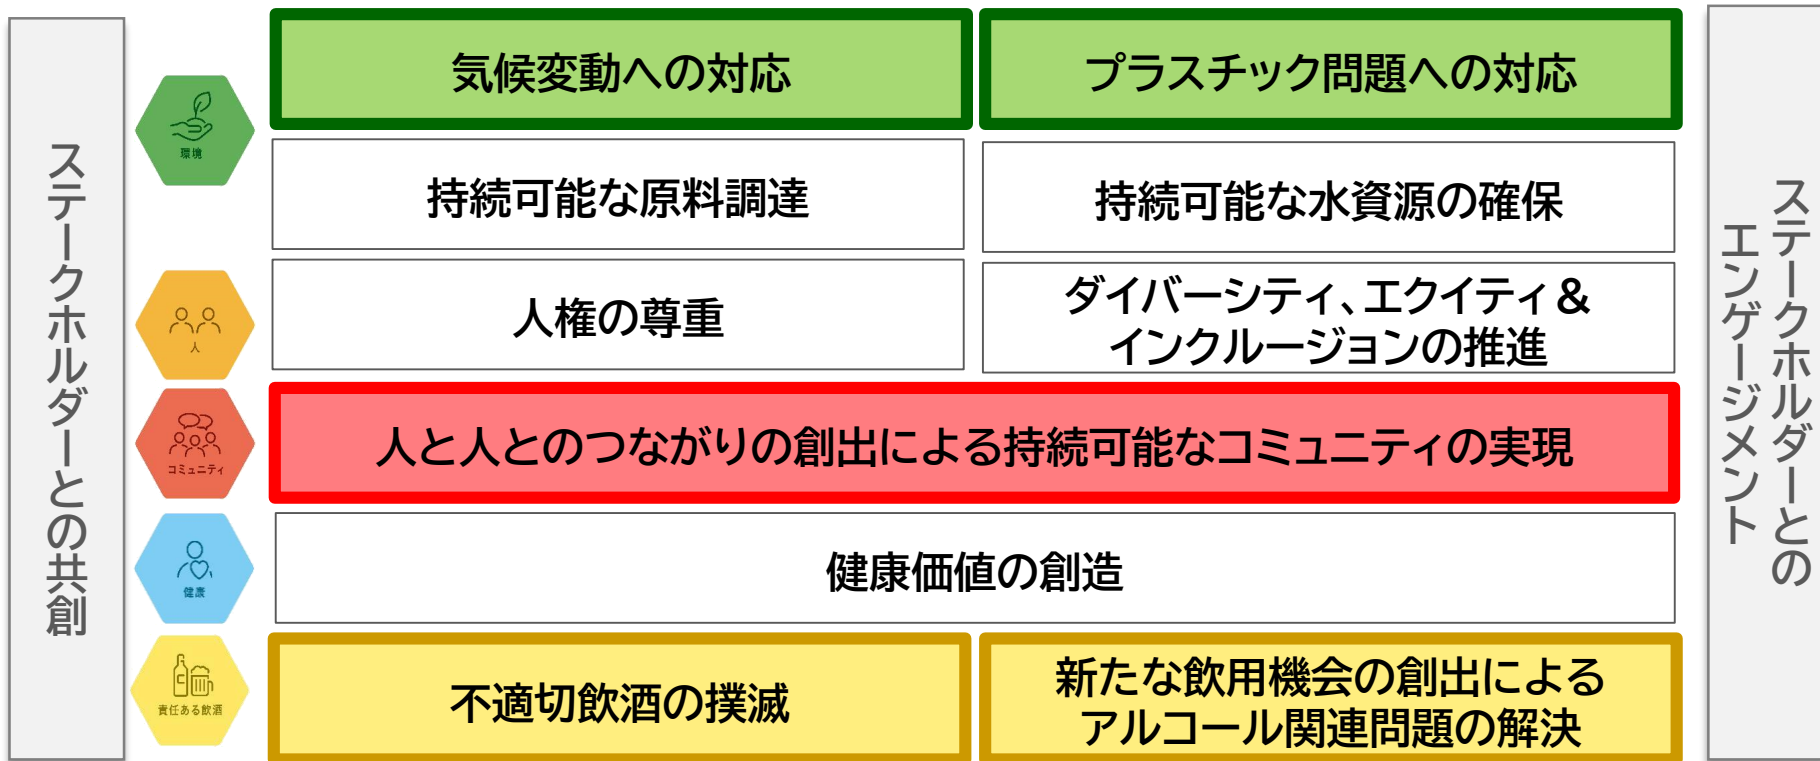 ステークホルダーとの共創
環境
気候変動への対応
プラスチック問題への対応
持続可能な原料調達
持続可能な水資源の確保
人
人権の尊重
ダイバーシティ、エクイティ&
インクルージョンの推進
コミュニティ
人と人とのつながりの創出による持続可能なコミュニティの実現
健康
健康価値の創造
責任ある飲酒
不適切飲酒の撲滅
新たな飲用機会の創出による
アルコール関連問題の解決
ステークホルダーとの
エンゲージメント